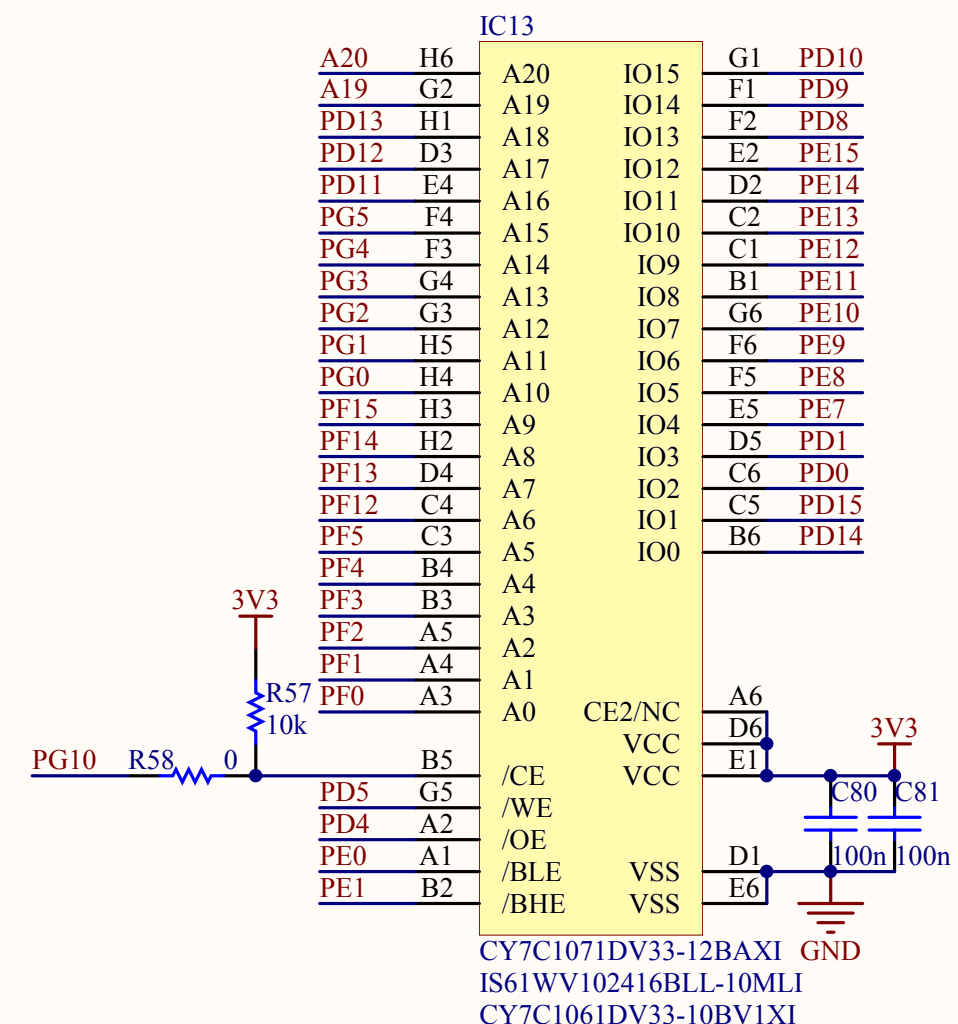 IC13
A20 H6 A20 IO15 G1 PD10
A19 G2 A19 IO14 F1 PD9
PD13 H1 A18 IO13 F2 PD8
PD12 D3 A17 IO12 E2 PE15
PD11 E4 A16 IO11 D2 PE14
PG5 F4 A15 IO10 C2 PE13
PG4 F3 A14 IO9 C1 PE12
PG3 G4 A13 IO8 B1 PE11
PG2 G3 A12 IO7 G6 PE10
PG1 H5 A11 IO6 F6 PE9
PG0 H4 A10 IO5 F5 PE8
PF15 H3 A9 IO4 E5 PE7
PF14 H2 A8 IO3 D5 PD1
PF13 D4 A7 IO2 C6 PD0
PF12 C4 A6 IO1 C5 PD15
PF5 C3 A5 IO0 B6 PD14
PF4 B4 A4
3V3 PF3 B3 A3
PF2 A5 A2
R57 PF1 A4 A1
10k PF0 A3 A0 CE2/NC A6
VCC D6 3V3
PG10 R58 0 B5 /CE VCC E1
PD5 G5 /WE C80 C81
PD4 A2 /OE
100n 100n
PE0 A1 /BLE VSS D1
PE1 B2 /BHE VSS E6
GND
CY7C1071DV33-12BAXI
IS61WV102416BLL-10MLI
CY7C1061DV33-10BV1XI